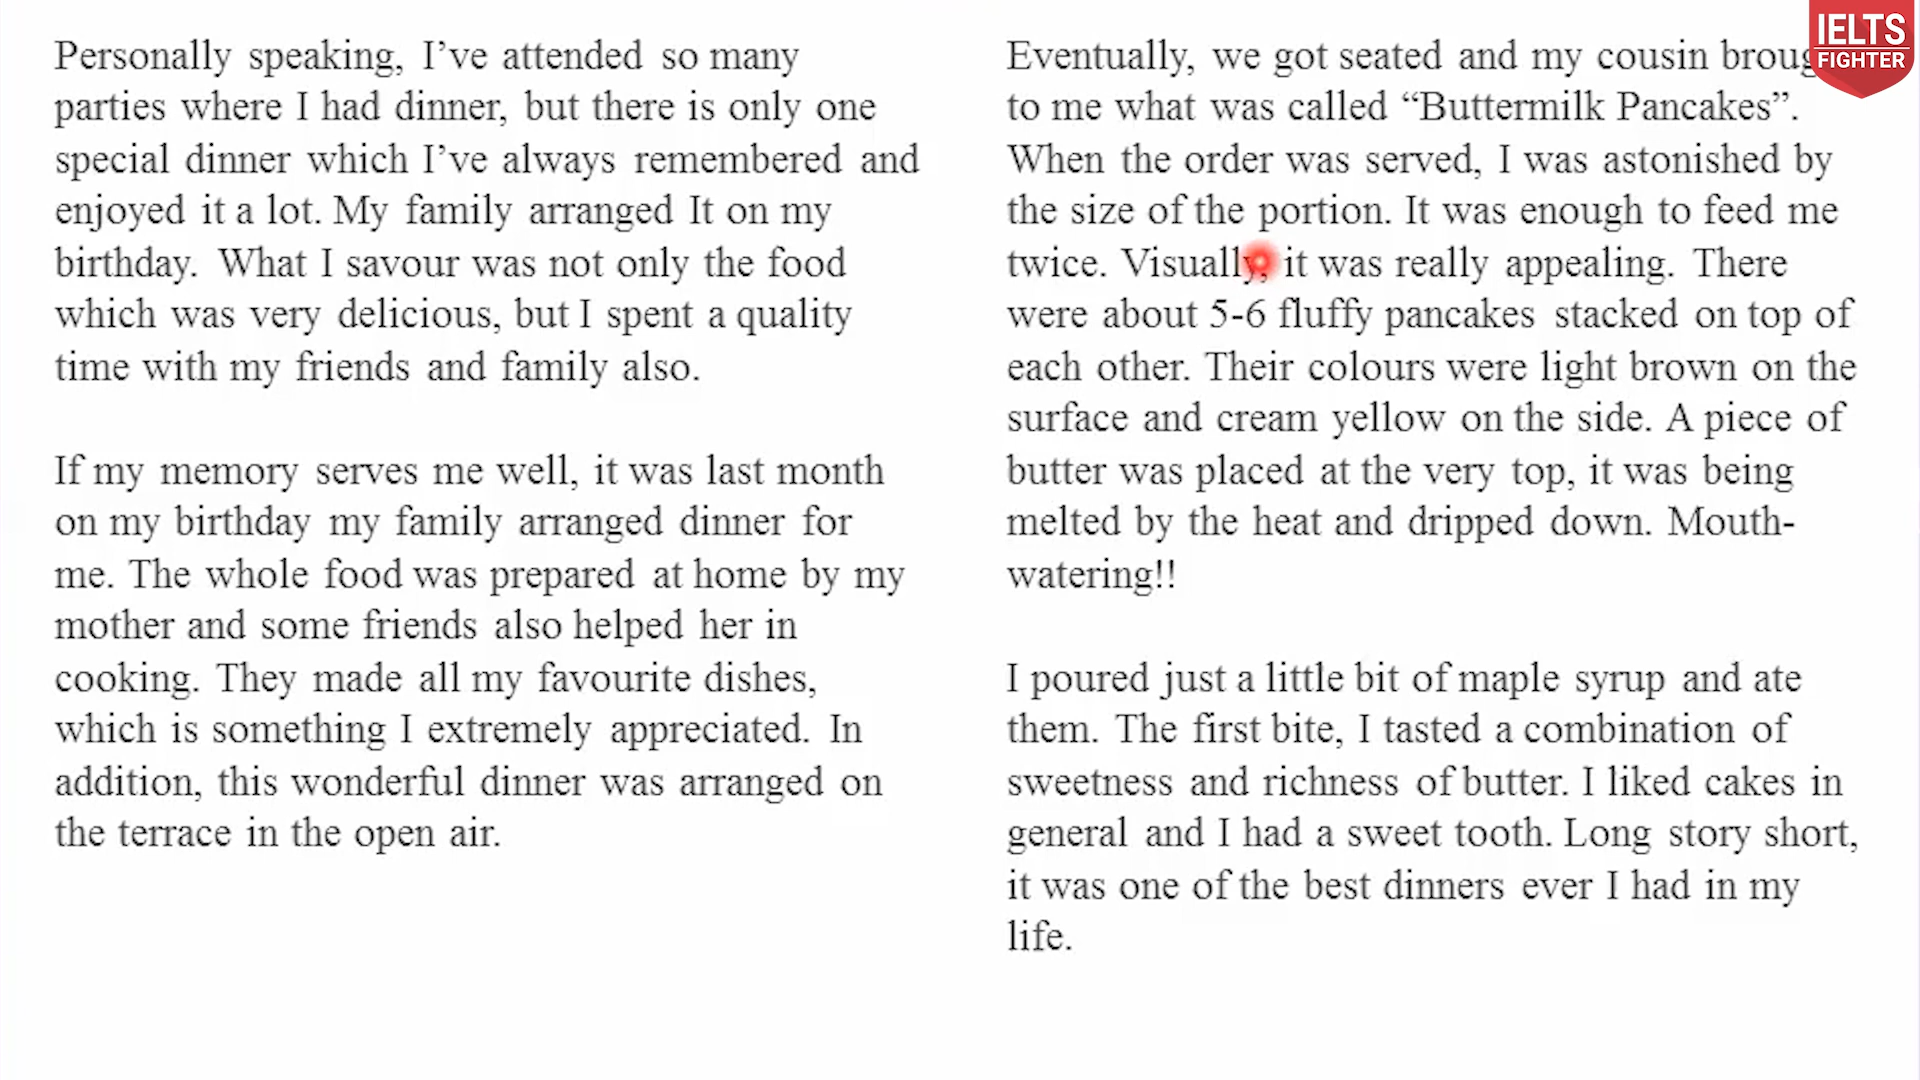 Personally speaking, I’ve attended so many
parties where I had dinner, but there is only one
special dinner which I’ve always remembered and
enjoyed it a lot. My family arranged It on my
birthday. What I savour was not only the food
which was very delicious, but I spent a quality
time with my friends and family also.
If my memory serves me well, it was last month
on my birthday my family arranged dinner for
me. The whole food was prepared at home by my
mother and some friends also helped her in
cooking. They made all my favourite dishes,
which is something I extremely appreciated. In
addition, this wonderful dinner was arranged on
the terrace in the open air.
Eventually, we got seated and my cousin
to me what was called “Buttermilk Pancakes”.
When the order was served, I was astonished by
the size of the portion. It was enough to feed me
twice. Visually, it was really appealing. There
were about 5-6 fluffy pancakes stacked on top of
each other. Their colours were light brown on the
surface and cream yellow on the side. A piece of
butter was placed at the very top, it was being
melted by the heat and dripped down. Mouth-
watering!!
I poured just a little bit of maple syrup and ate
them. The first bite, I tasted a combination of
sweetness and richness of butter. I liked cakes in
general and I had a sweet tooth. Long story short,
it was one of the best dinners ever I had in my
life.
IELTS
FIGHTER